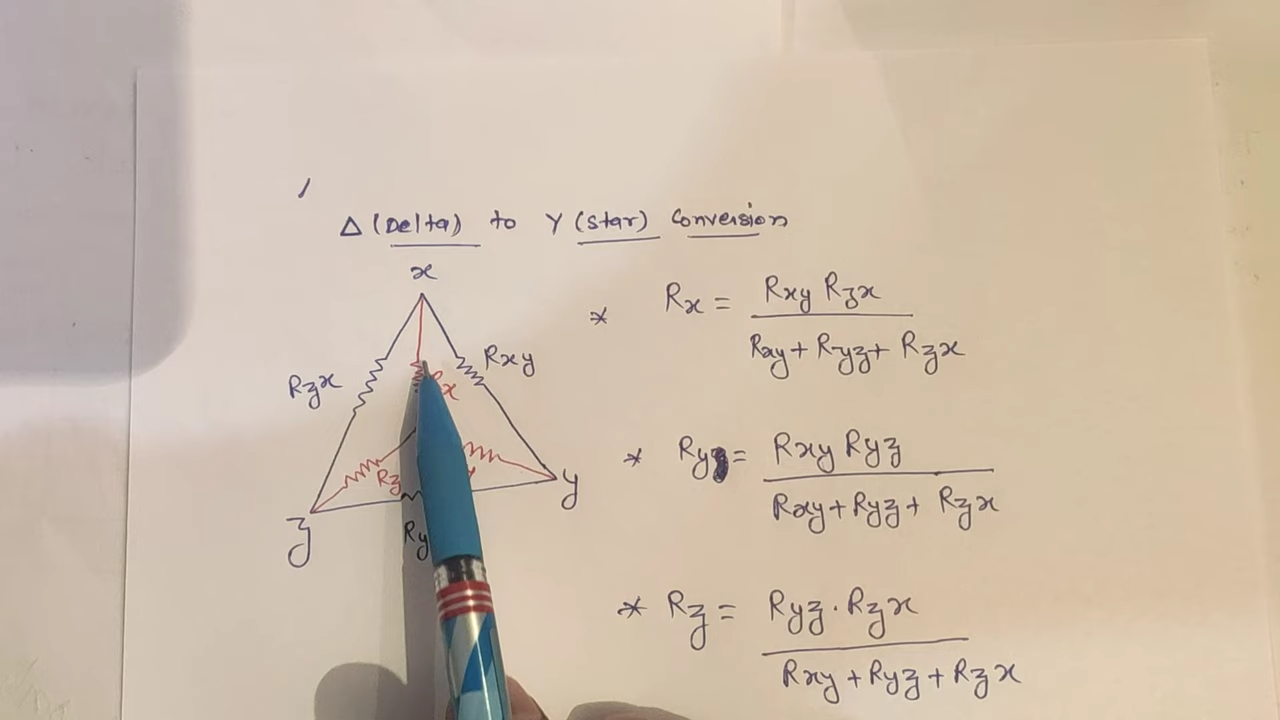 Δ (Delta) to Y (Star) Conversion
x
Rzx
Rxy
Rx
Rz
y
z
Ry
* Rx = Rxy Rzx
Rxy + Ryz + Rzx
* Ry = Rxy Ryz
Rxy + Ryz + Rzx
* Rz = Ryz . Rzx
Rxy + Ryz + Rzx